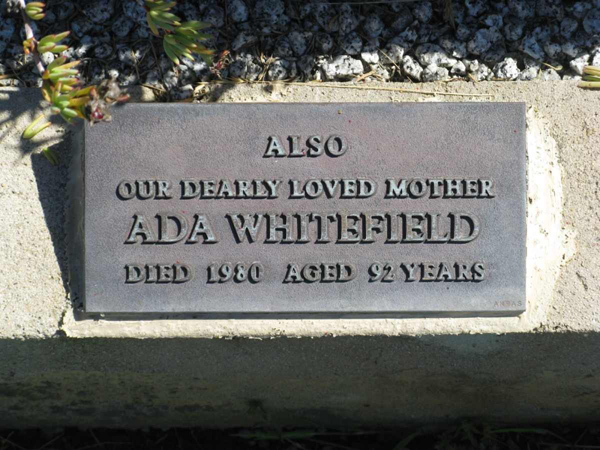 ALSO
OUR DEARLY LOVED MOTHER
ADA WHITEFIELD
DIED 1980 AGED 92 YEARS